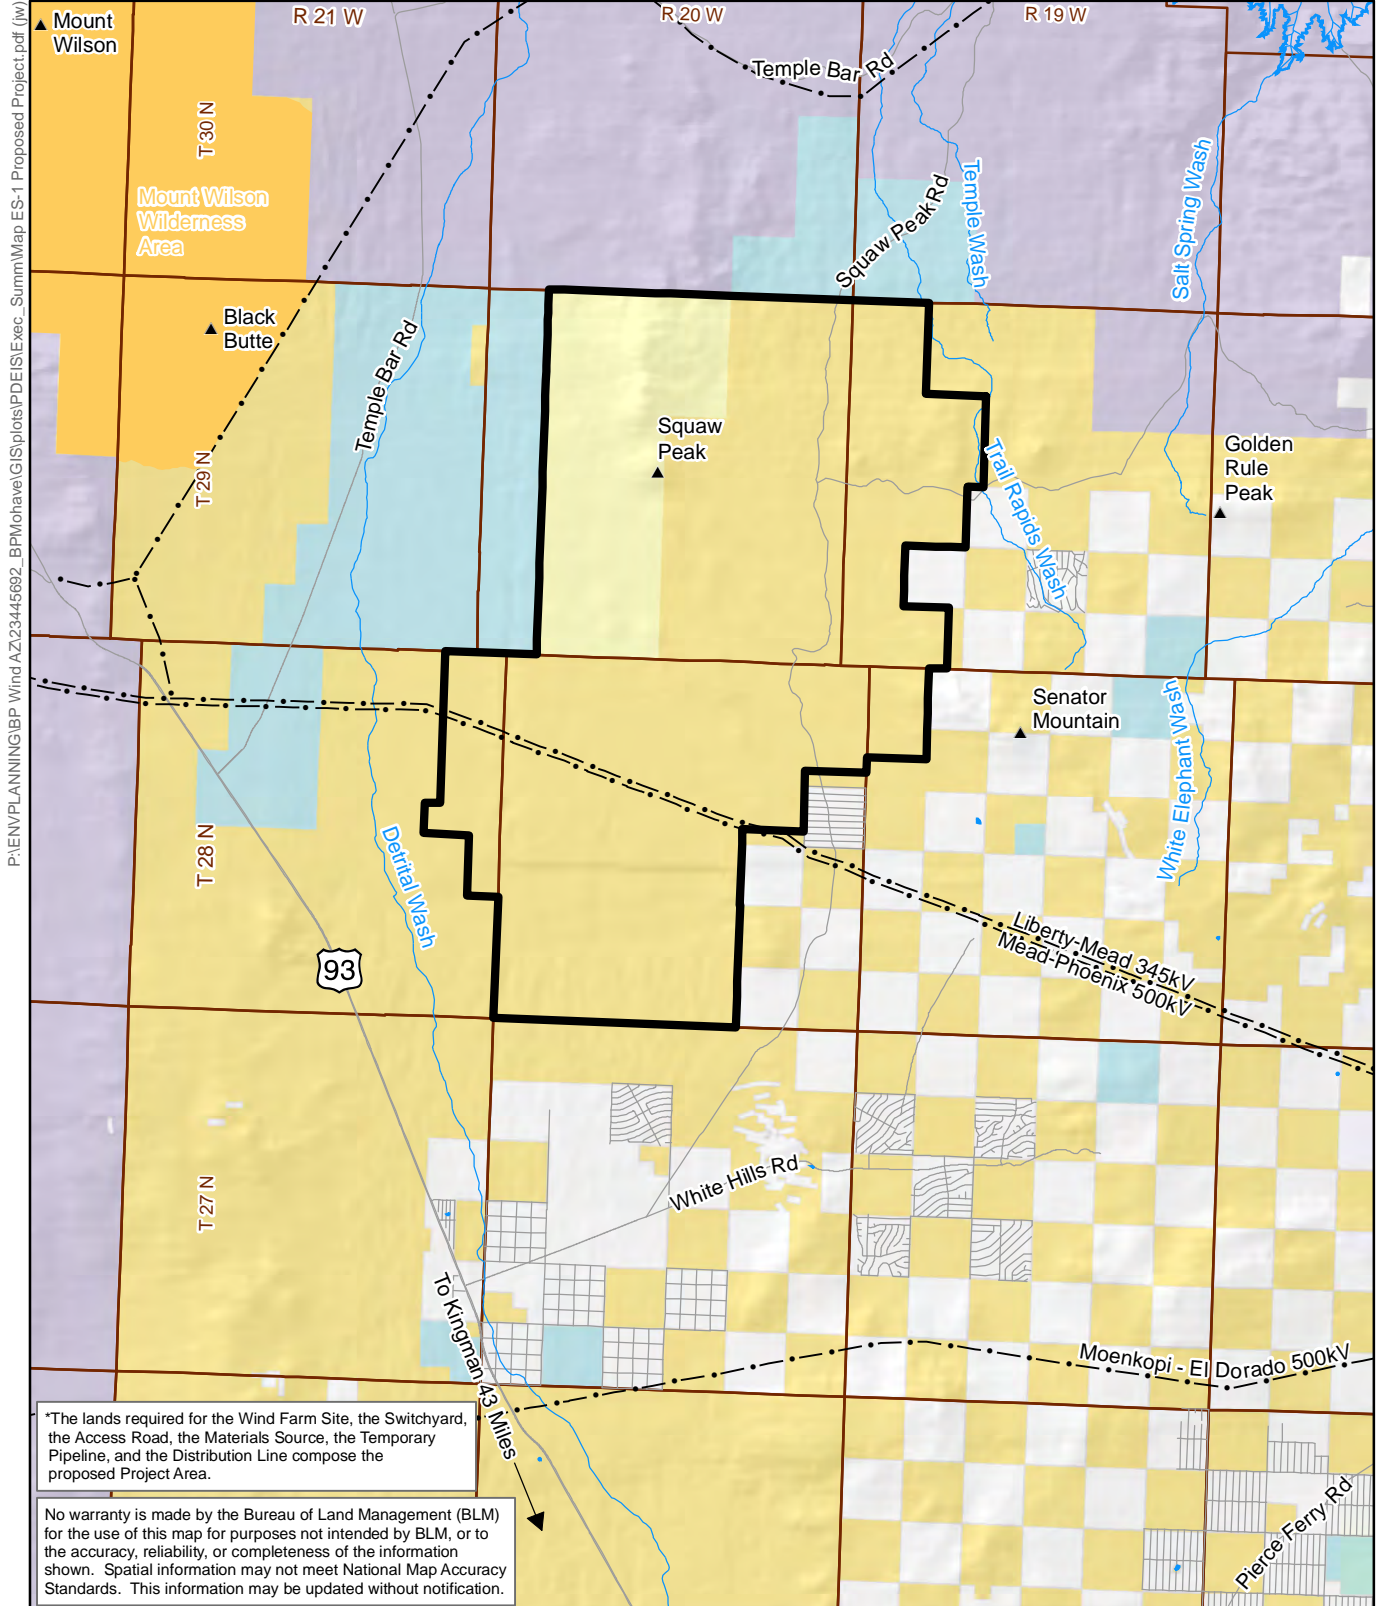 P:\ENVPLANNING\BP Wind AZ\23445692_BPMohave\GIS\plots\PDEIS\Exec_Summ\Map ES-1 Proposed Project.pdf (jw)
Mount
Wilson
R 21 W
R 20 W
R 19 W
Temple Bar Rd
T 30 N
Mount Wilson
Wilderness
Area
Squaw Peak Rd
Temple Wash
Salt Spring Wash
Black
Butte
Temple Bar Rd
Squaw
Peak
Golden
Rule
Peak
T 29 N
Trail Rapids Wash
Senator
Mountain
White Elephant Wash
T 28 N
Detrital Wash
93
Liberty-Mead 345kV
Mead-Phoenix 500kV
White Hills Rd
T 27 N
To Kingman 43 Miles
Moenkopi - El Dorado 500kV
Pierce Ferry Rd
*The lands required for the Wind Farm Site, the Switchyard,
the Access Road, the Materials Source, the Temporary
Pipeline, and the Distribution Line compose the
proposed Project Area.
No warranty is made by the Bureau of Land Management (BLM)
for the use of this map for purposes not intended by BLM, or to
the accuracy, reliability, or completeness of the information
shown. Spatial information may not meet National Map Accuracy
Standards. This information may be updated without notification.